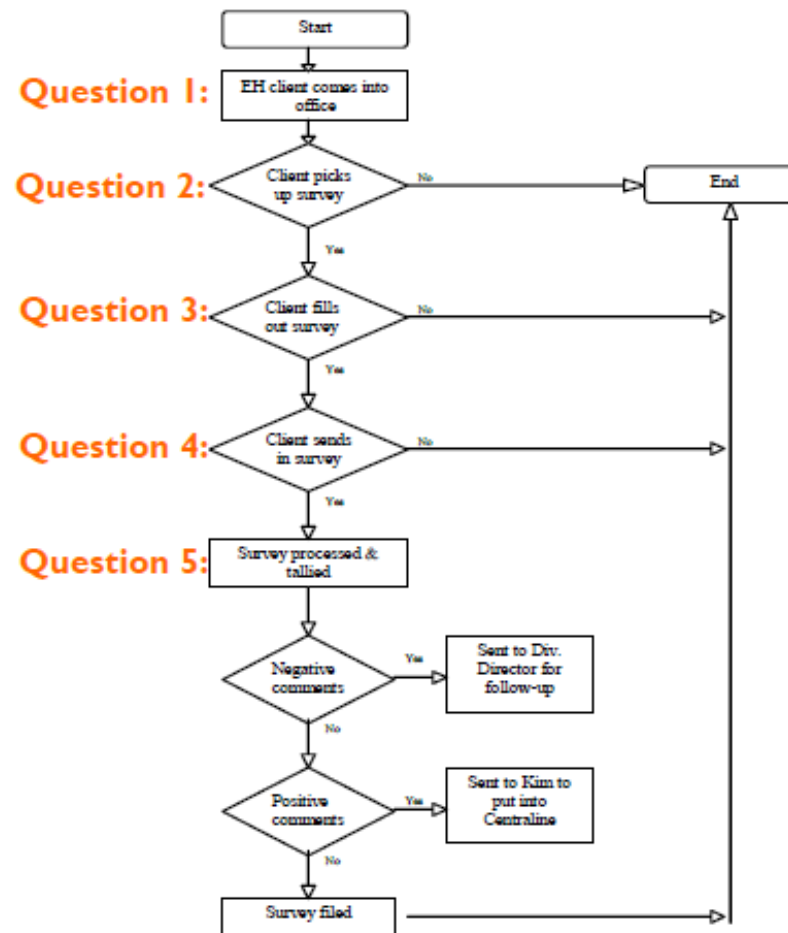 Start
Question 1:
EH client comes into
office
Question 2:
Client picks
up survey
No
End
Yes
Question 3:
Client fills
out survey
No
Yes
Question 4:
Client sends
in survey
No
Yes
Question 5:
Survey processed &
tallied
Negative
comments
Yes
Sent to Div.
Director for
follow-up
No
Positive
comments
Yes
Sent to Kim to
put into
Centraline
No
Survey filed